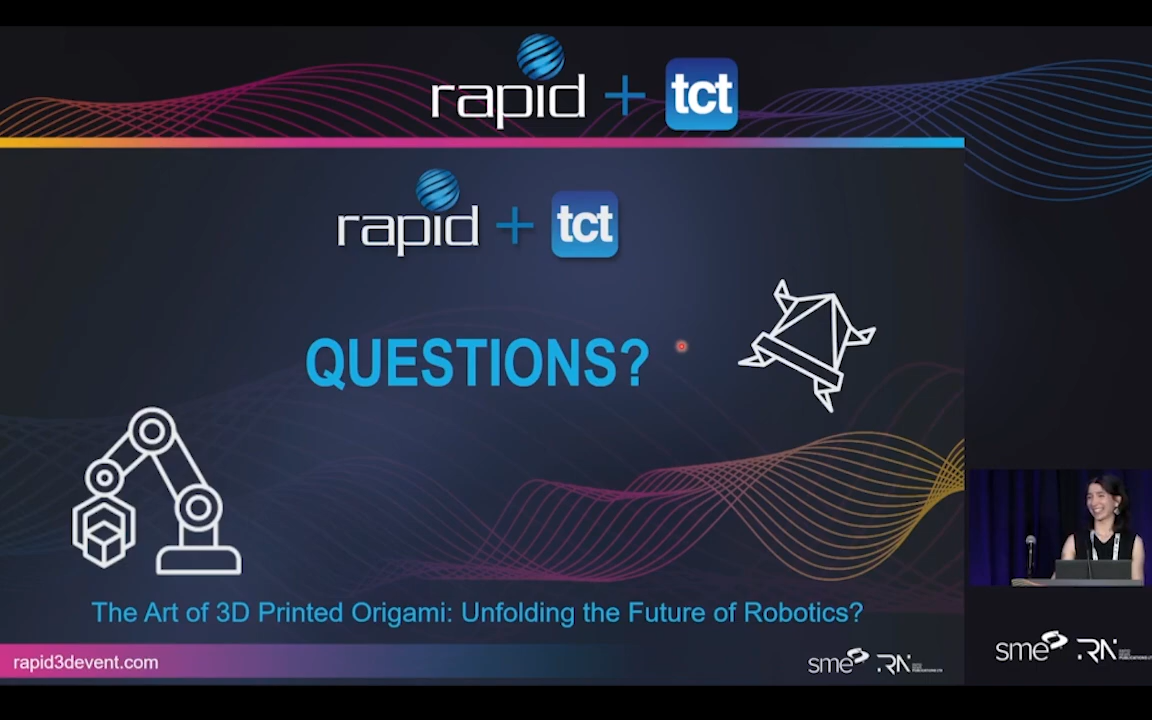 rapid + tct
rapid + tct
QUESTIONS?
The Art of 3D Printed Origami: Unfolding the Future of Robotics?
rapid3devent.com
sme
sme